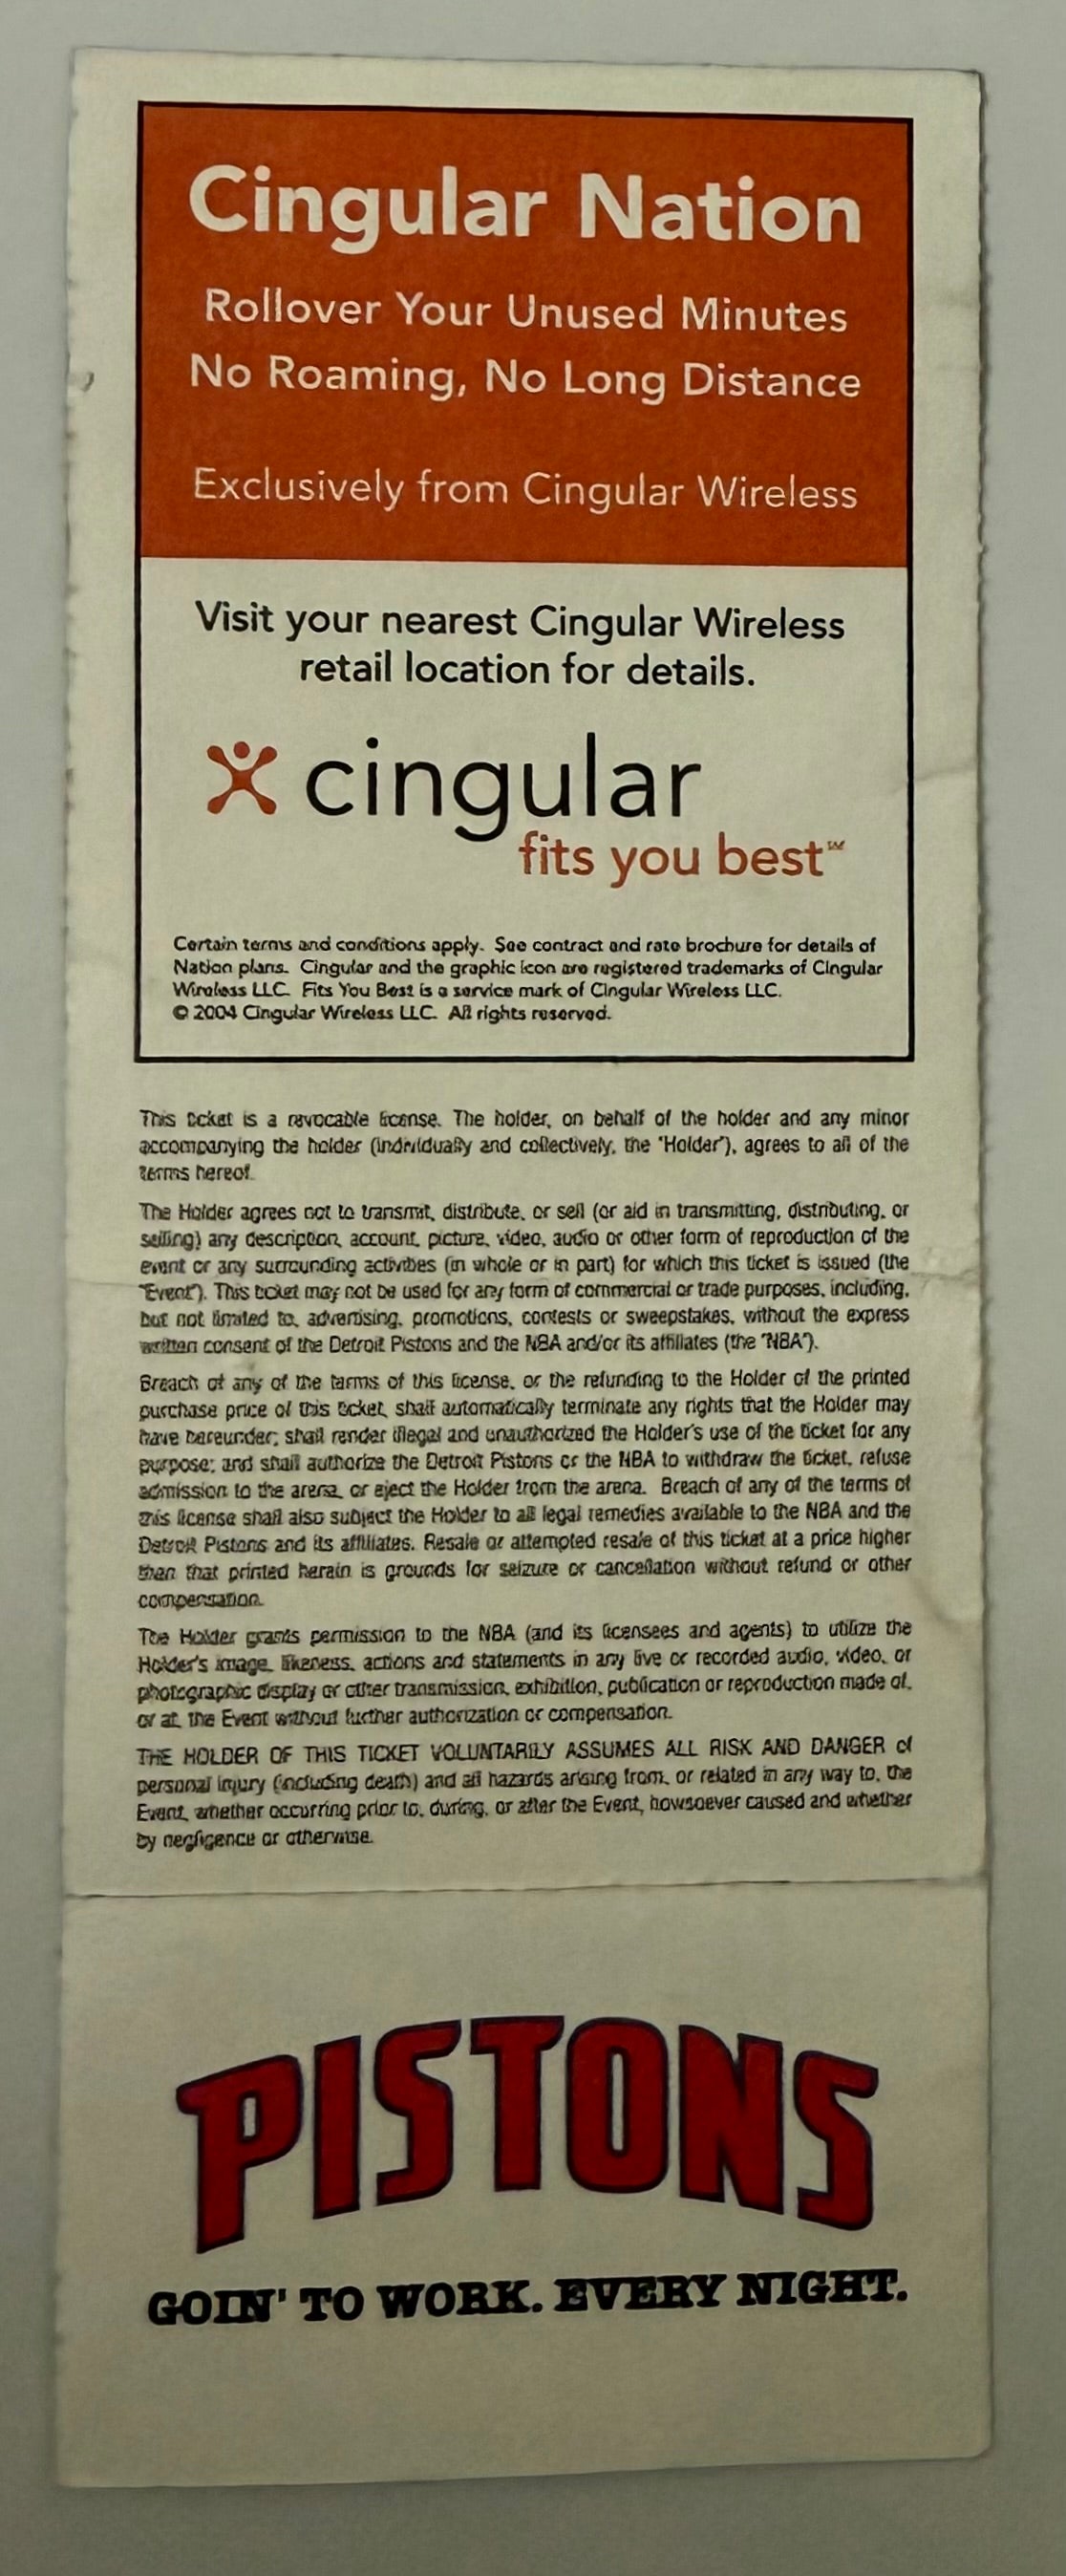 Cingular Nation
Rollover Your Unused Minutes
No Roaming, No Long Distance
Exclusively from Cingular Wireless
Visit your nearest Cingular Wireless
retail location for details.
cingular
fits you best℠
Certain terms and conditions apply. See contract and rate brochure for details of
Nation plans. Cingular and the graphic icon are registered trademarks of Cingular
Wireless LLC. Fits You Best is a service mark of Cingular Wireless LLC.
© 2004 Cingular Wireless LLC. All rights reserved.
This ticket is a revocable license. The holder, on behalf of the holder and any minor
accompanying the holder (individually and collectively, the "Holder"), agrees to all of the
terms hereof.
The Holder agrees not to transmit, distribute, or sell (or aid in transmitting, distributing, or
selling) any description, account, picture, video, audio or other form of reproduction of the
event or any surrounding activities (in whole or in part) for which this ticket is issued (the
"Event"). This ticket may not be used for any form of commercial or trade purposes, including,
but not limited to, advertising, promotions, contests or sweepstakes, without the express
written consent of the Detroit Pistons and the NBA and/or its affiliates (the "NBA").
Breach of any of the terms of this license, or the refunding to the Holder of the printed
purchase price of this ticket, shall automatically terminate any rights that the Holder may
have hereunder; shall render illegal and unauthorized the Holder's use of the ticket for any
purpose; and shall authorize the Detroit Pistons or the NBA to withdraw the ticket, refuse
admission to the arena, or eject the Holder from the arena. Breach of any of the terms of
this license shall also subject the Holder to all legal remedies available to the NBA and the
Detroit Pistons and its affiliates. Resale or attempted resale of this ticket at a price higher
than that printed herein is grounds for seizure or cancellation without refund or other
compensation.
The Holder grants permission to the NBA (and its licensees and agents) to utilize the
Holder's image, likeness, actions and statements in any live or recorded audio, video, or
photographic display or other transmission, exhibition, publication or reproduction made of,
or at, the Event without further authorization or compensation.
THE HOLDER OF THIS TICKET VOLUNTARILY ASSUMES ALL RISK AND DANGER of
personal injury (including death) and all hazards arising from, or related in any way to, the
Event, whether occurring prior to, during, or after the Event, howsoever caused and whether
by negligence or otherwise.
PISTONS
GOIN' TO WORK. EVERY NIGHT.